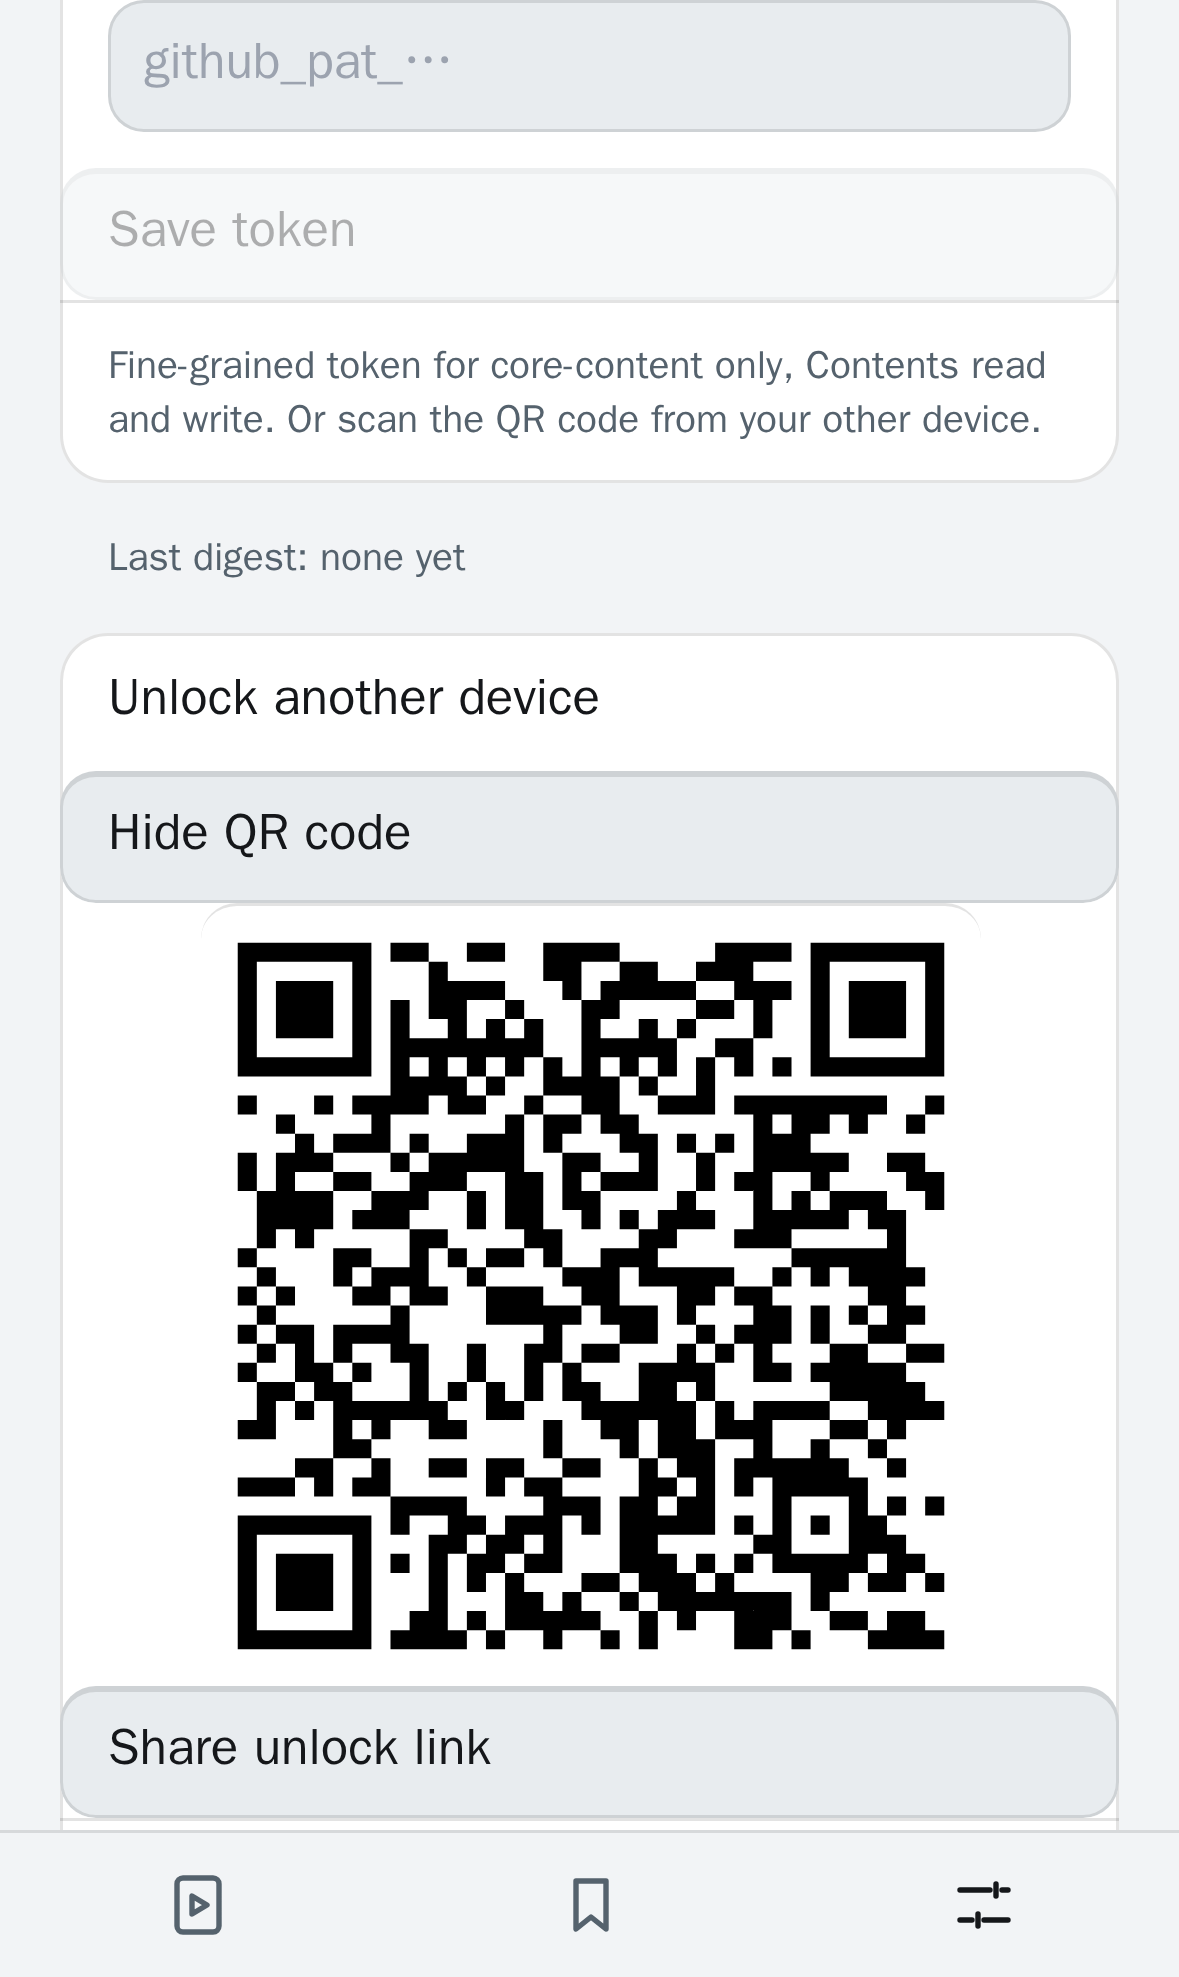 github_pat_···
Save token
Fine-grained token for core-content only, Contents read
and write. Or scan the QR code from your other device.
Last digest: none yet
Unlock another device
Hide QR code
Share unlock link